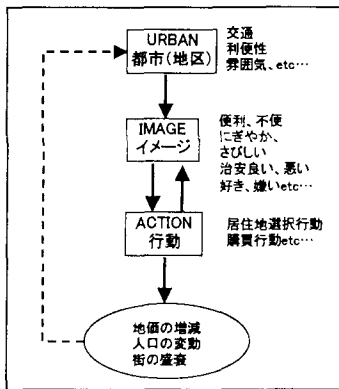 URBAN
都市(地区)
交通
利便性
雰囲気、etc…
IMAGE
イメージ
便利、不便
にぎやか、
さびしい
治安良い、悪い
好き、嫌いetc…
ACTION
行動
居住地選択行動
購買行動etc…
地価の増減
人口の変動
街の盛衰